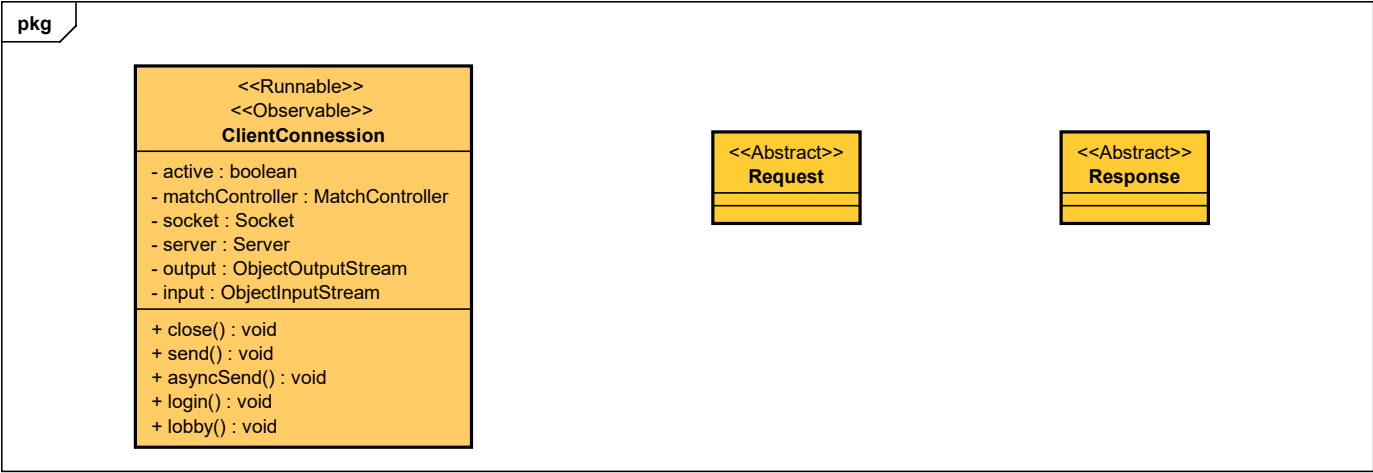 pkg
<<Runnable>>
<<Observable>>
ClientConnession
- active : boolean
- matchController : MatchController
- socket : Socket
- server : Server
- output : ObjectOutputStream
- input : ObjectInputStream
+ close() : void
+ send() : void
+ asyncSend() : void
+ login() : void
+ lobby() : void
<<Abstract>>
Request
<<Abstract>>
Response